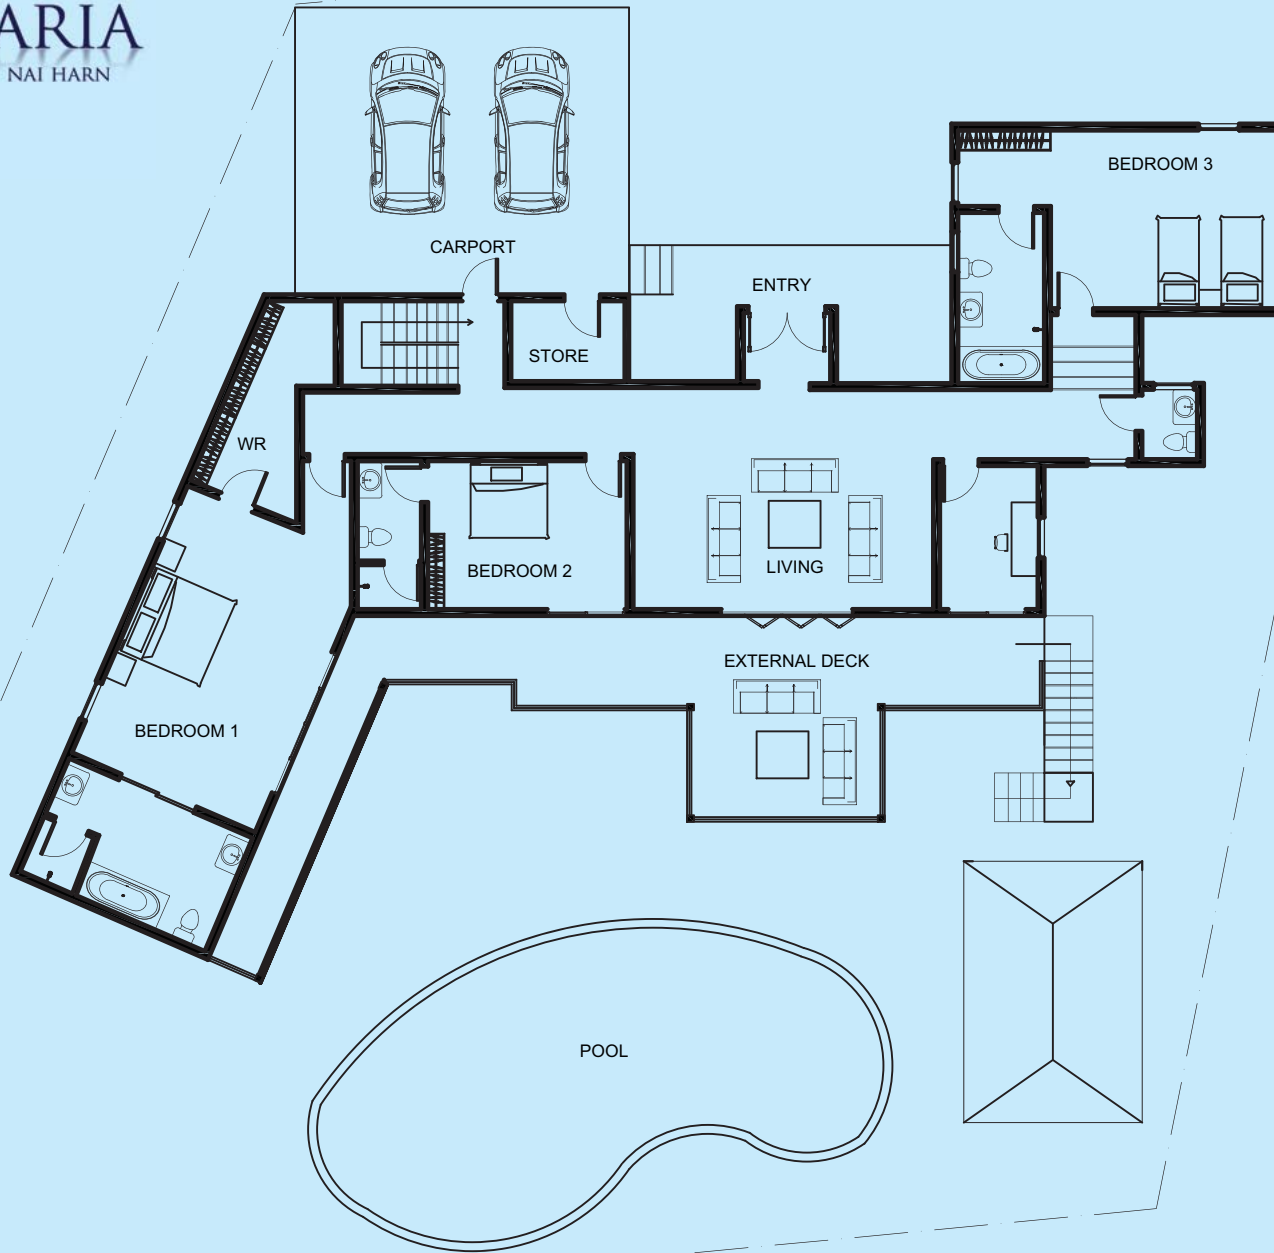 ARIA
NAI HARN
BEDROOM 3
CARPORT
ENTRY
STORE
WR
BEDROOM 2
LIVING
EXTERNAL DECK
BEDROOM 1
POOL